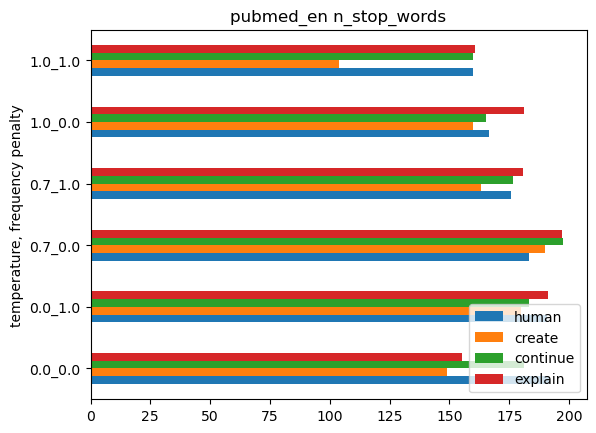 pubmed_en n_stop_words
temperature, frequency penalty
1.0_1.0
1.0_0.0
0.7_1.0
0.7_0.0
0.0_1.0
0.0_0.0
human
create
continue
explain
0 25 50 75 100 125 150 175 200